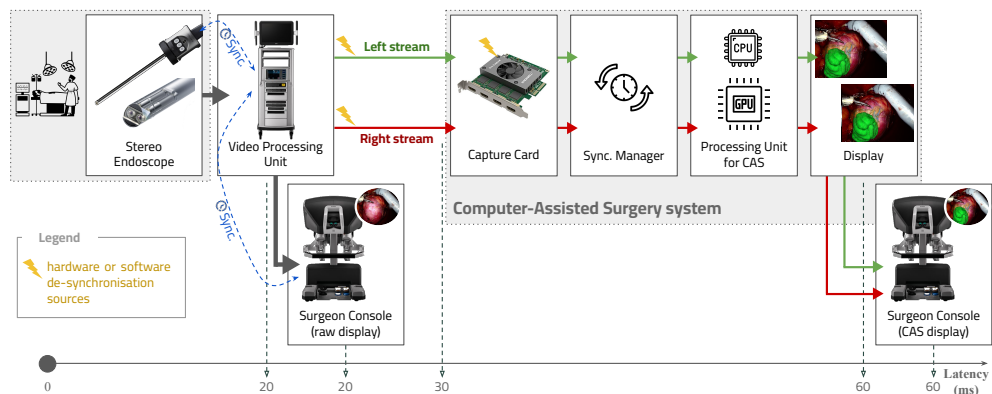 Sync.
Left stream
CPU
GPU
Right stream
Stereo
Endoscope
Video Processing
Unit
Capture Card
Sync. Manager
Processing Unit
for CAS
Display
Sync.
Computer-Assisted Surgery system
Legend
hardware or software
de-synchronisation
sources
Surgeon Console
(raw display)
Surgeon Console
(CAS display)
0
20
20
30
60
60
Latency
(ms)